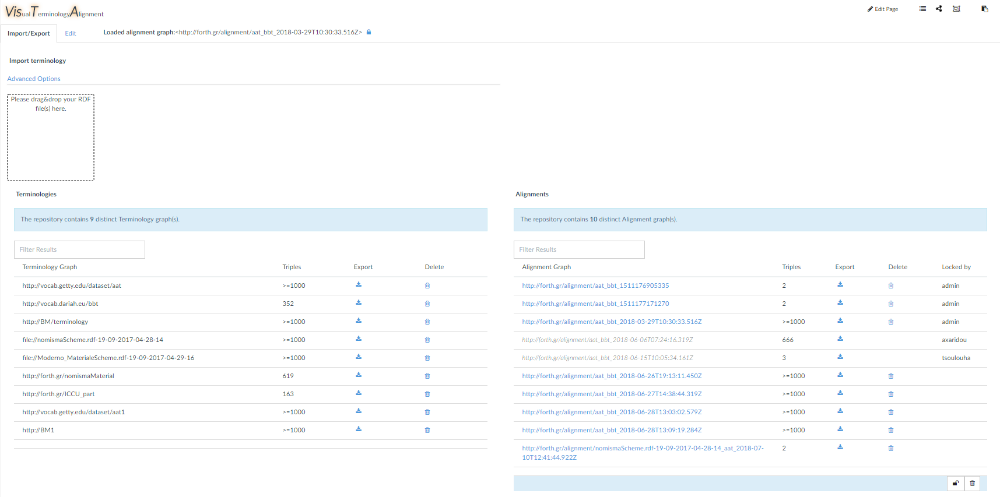 Visual TerminologyAlignment
Edit Page
Import/Export
Edit
Loaded alignment graph:<http://forth.gr/alignment/aat_bbt_2018-03-29T10:30:33.516Z>
Import terminology
Advanced Options
Please drag&drop your RDF
file(s) here.
Terminologies
The repository contains 9 distinct Terminology graph(s).
Filter Results
Terminology Graph Triples Export Delete
http://vocab.getty.edu/dataset/aat >=1000
http://vocab.dariah.eu/bbt 352
http://BM/terminology >=1000
file://nomismaScheme.rdf-19-09-2017-04-28-14 >=1000
file://Moderno_MaterialeScheme.rdf-19-09-2017-04-29-16 >=1000
http://forth.gr/nomismaMaterial 619
http://forth.gr/ICCU_part 163
http://vocab.getty.edu/dataset/aat1 >=1000
http://BM1 >=1000
Alignments
The repository contains 10 distinct Alignment graph(s).
Filter Results
Alignment Graph Triples Export Delete Locked by
http://forth.gr/alignment/aat_bbt_1511176905335 2 admin
http://forth.gr/alignment/aat_bbt_1511177171270 2 admin
http://forth.gr/alignment/aat_bbt_2018-03-29T10:30:33.516Z >=1000 admin
http://forth.gr/alignment/aat_bbt_2018-06-06T07:24:16.319Z 666 axaridou
http://forth.gr/alignment/aat_bbt_2018-06-15T10:05:34.161Z 3 tsoulouha
http://forth.gr/alignment/aat_bbt_2018-06-26T19:13:11.450Z >=1000
http://forth.gr/alignment/aat_bbt_2018-06-27T14:38:44.319Z >=1000
http://forth.gr/alignment/aat_bbt_2018-06-28T13:03:02.579Z >=1000
http://forth.gr/alignment/aat_bbt_2018-06-28T13:09:19.284Z >=1000
http://forth.gr/alignment/nomismaScheme.rdf-19-09-2017-04-28-14_aat_2018-07- 2
10T12:41:44.922Z